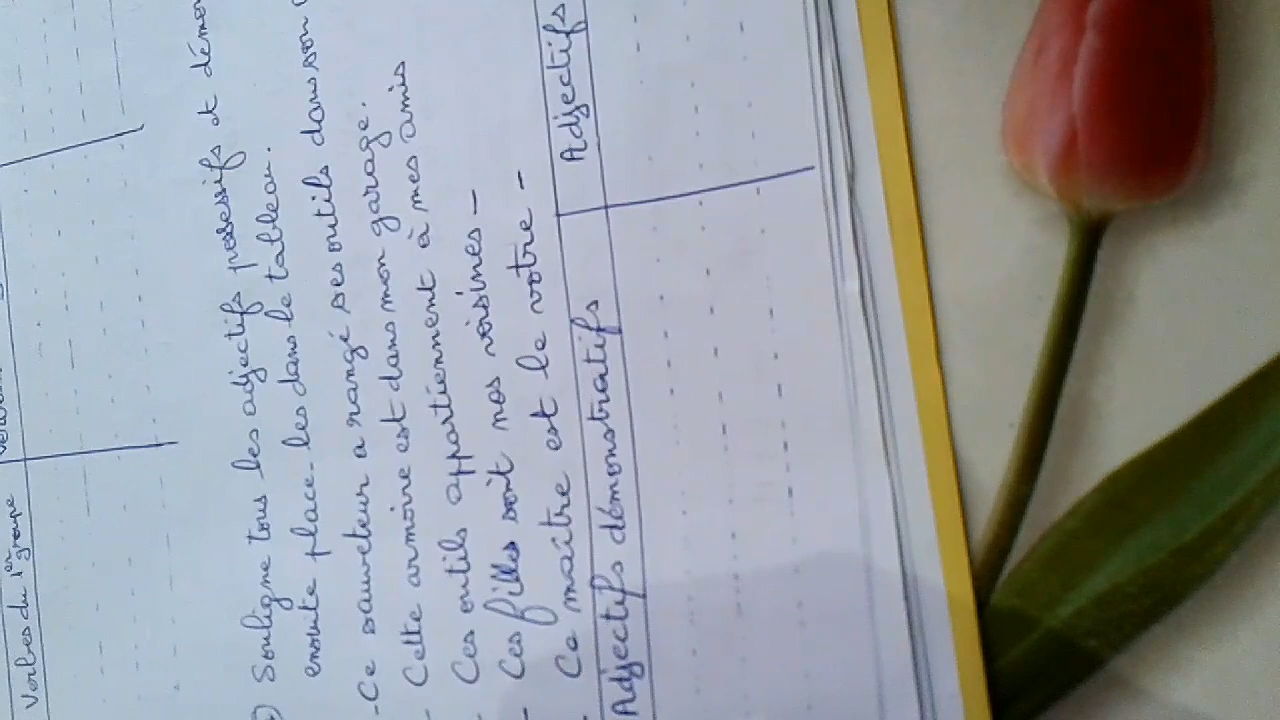 Verbes du 1er groupe
Souligne tous les adjectifs possessifs et
ensuite place-les dans le tableau.
- Ce sauveteur a rangé ses outils dans son
- Cette armoire est dans mon garage.
- Ces outils appartiennent à mes amis
- Ces filles soit nos voisines -
- Ce maître est le votre -
Adjectifs démonstratifs Adjectifs